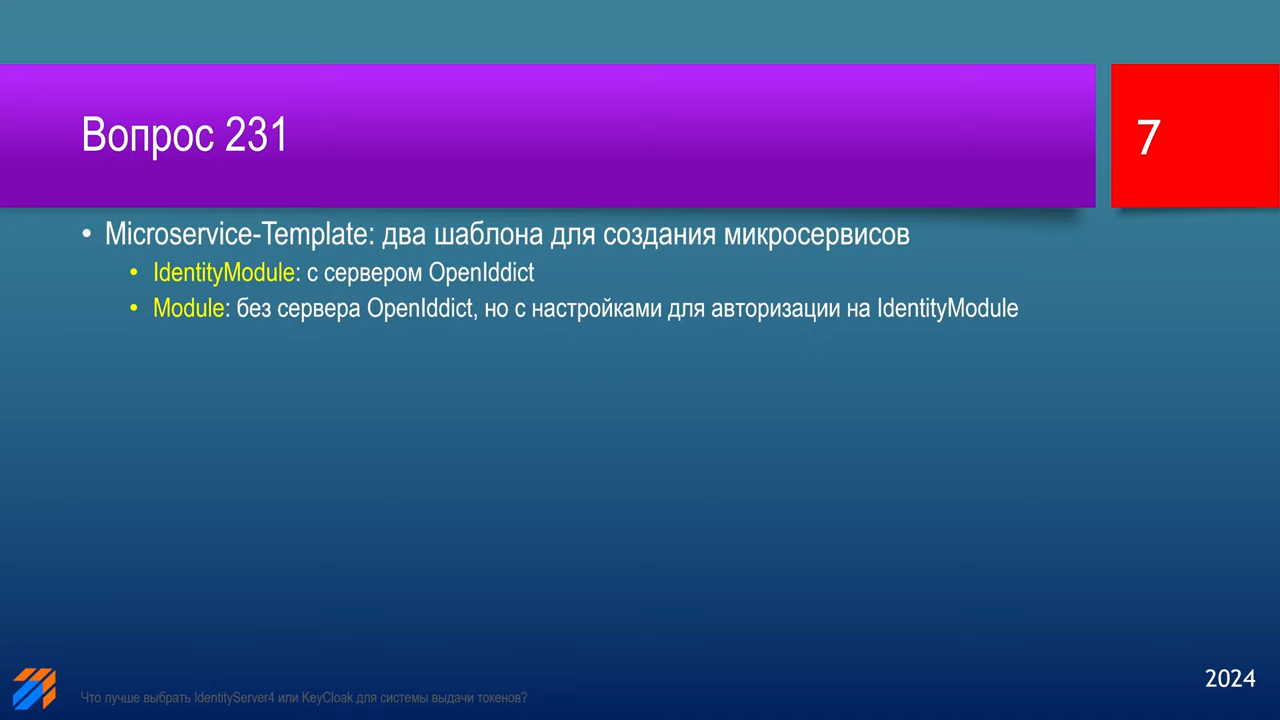 Вопрос 231
7
• Microservice-Template: два шаблона для создания микросервисов
• IdentityModule: с сервером OpenIddict
• Module: без сервера OpenIddict, но с настройками для авторизации на IdentityModule
Что лучше выбрать IdentityServer4 или KeyCloak для системы выдачи токенов?
2024